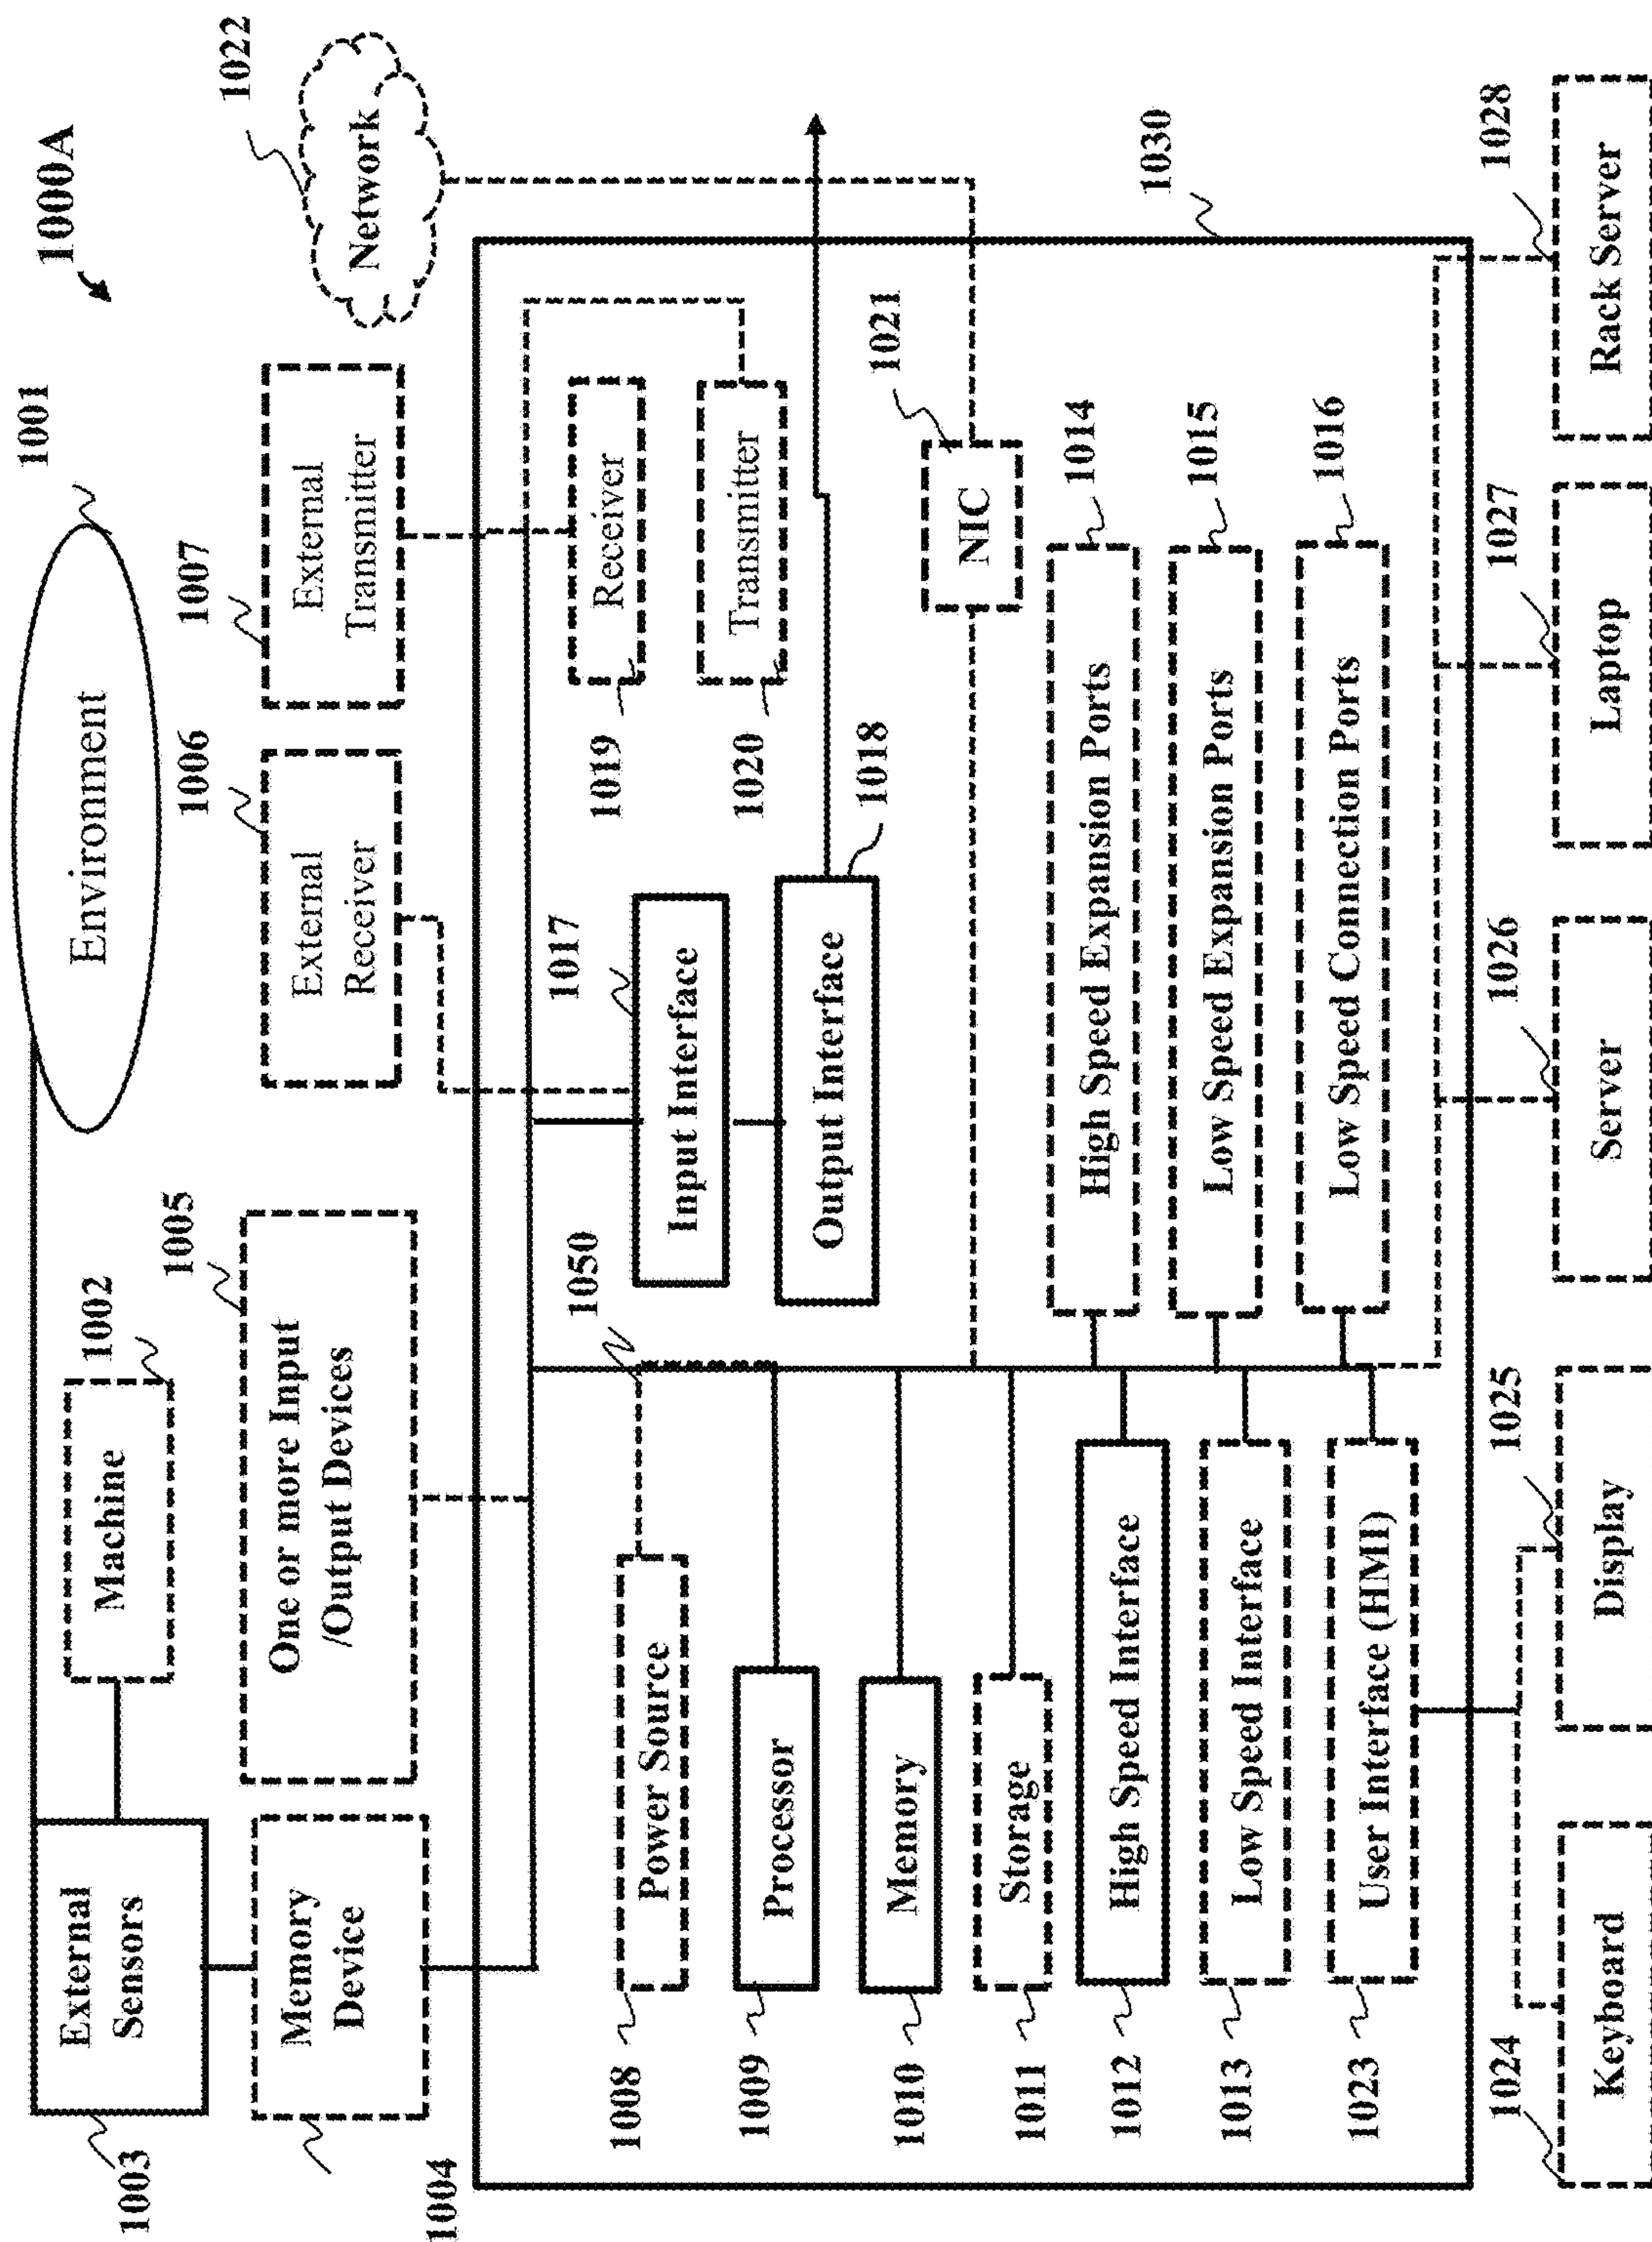 1000A
1001
Environment
1002
Machine
1003
External
Sensors
1004
Memory
Device
1005
One or more Input
/Output Devices
1006
External
Receiver
1007
External
Transmitter
1022
Network
1008
Power Source
1050
1009
Processor
1010
Memory
1011
Storage
1012
High Speed Interface
1013
Low Speed Interface
1023
User Interface (HMI)
1017
Input Interface
Output Interface
1018
1019
Receiver
1020
Transmitter
1021
NIC
High Speed Expansion Ports
1014
Low Speed Expansion Ports
1015
Low Speed Connection Ports
1016
1030
1024
Keyboard
1025
Display
1026
Server
1027
Laptop
1028
Rack Server